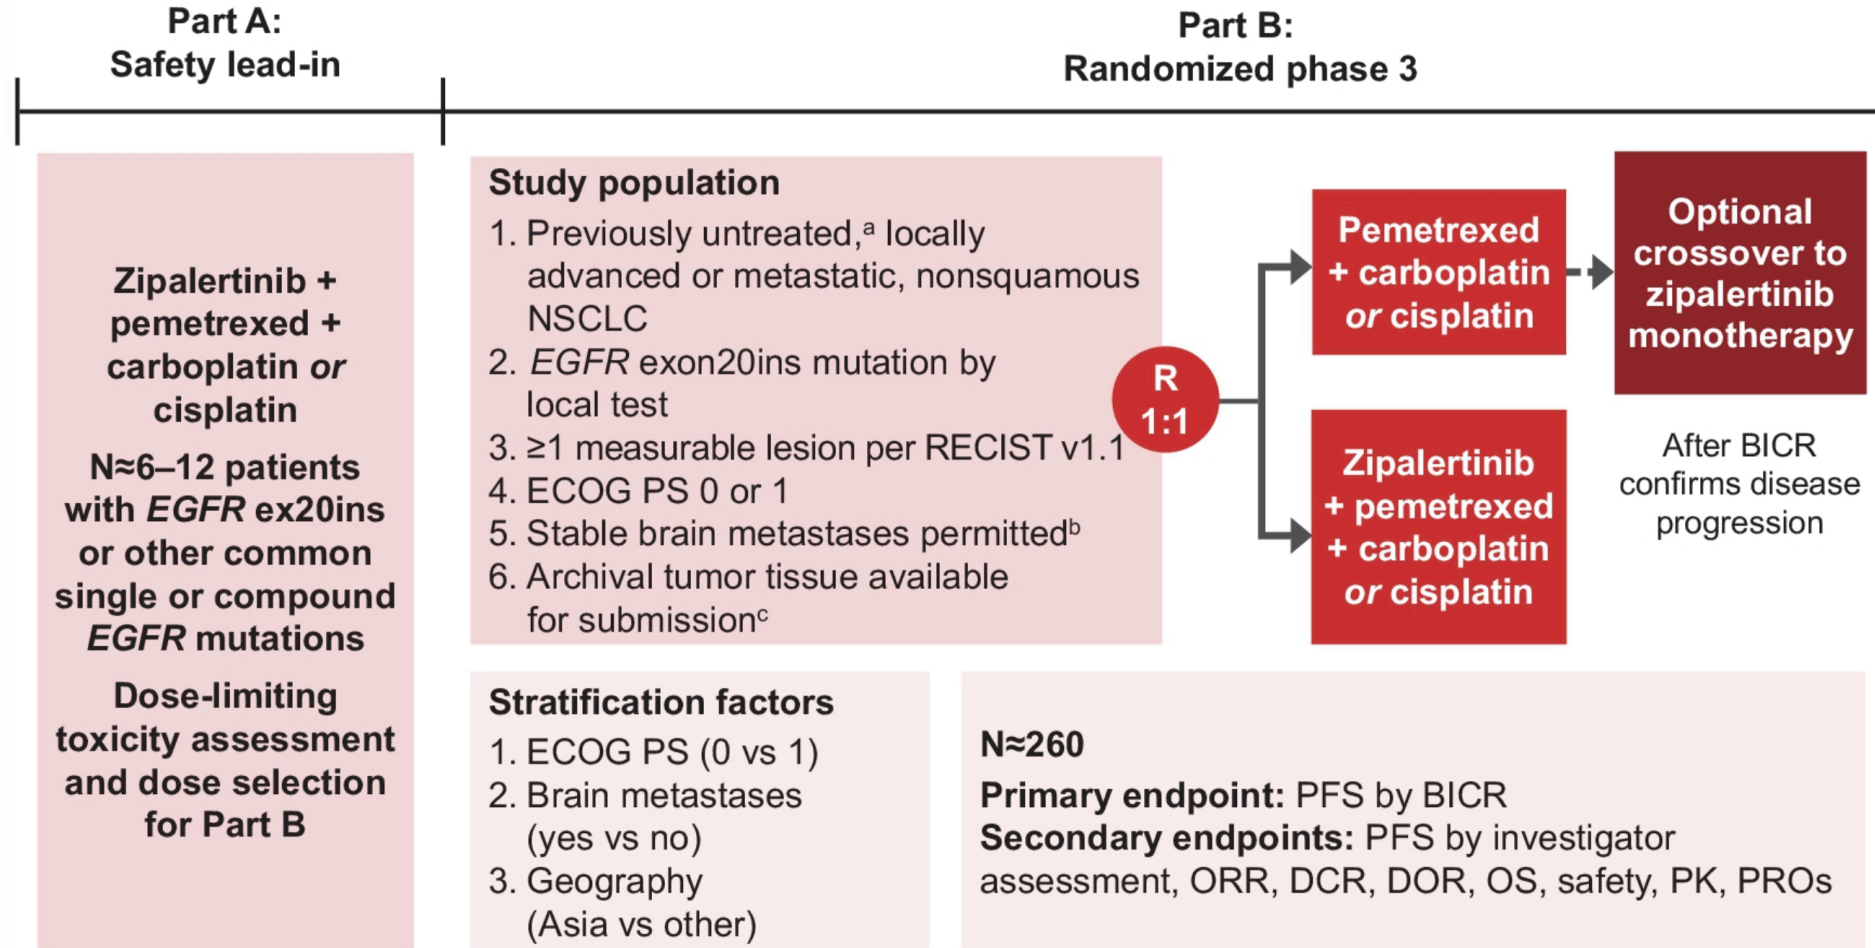 Part A:
Safety lead-in
Part B:
Randomized phase 3
Zipalertinib +
pemetrexed +
carboplatin or
cisplatin
N≈6–12 patients
with EGFR ex20ins
or other common
single or compound
EGFR mutations
Dose-limiting
toxicity assessment
and dose selection
for Part B
Study population
1. Previously untreated,ᵃ locally
advanced or metastatic, nonsquamous
NSCLC
2. EGFR exon20ins mutation by
local test
3. ≥1 measurable lesion per RECIST v1.1
4. ECOG PS 0 or 1
5. Stable brain metastases permittedᵇ
6. Archival tumor tissue available
for submissionᶜ
R
1:1
Pemetrexed
+ carboplatin
or cisplatin
Zipalertinib
+ pemetrexed
+ carboplatin
or cisplatin
Optional
crossover to
zipalertinib
monotherapy
After BICR
confirms disease
progression
Stratification factors
1. ECOG PS (0 vs 1)
2. Brain metastases
(yes vs no)
3. Geography
(Asia vs other)
N≈260
Primary endpoint: PFS by BICR
Secondary endpoints: PFS by investigator
assessment, ORR, DCR, DOR, OS, safety, PK, PROs